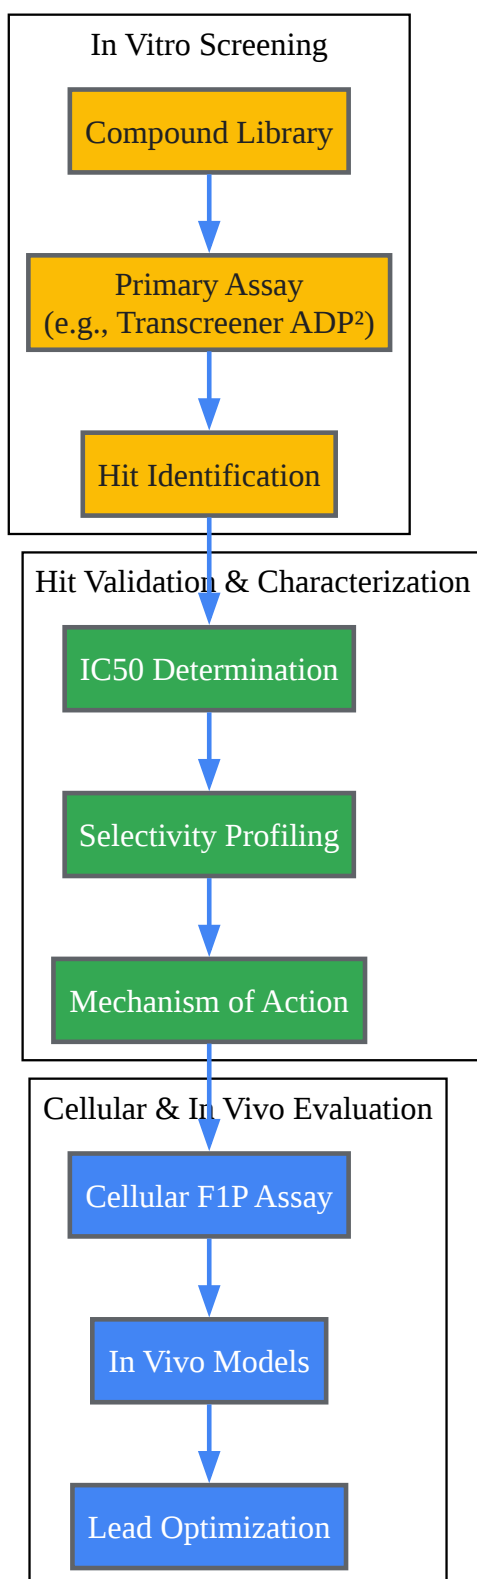 In Vitro Screening
Compound Library
Primary Assay
(e.g., Transcreener ADP²)
Hit Identification
Hit Validation & Characterization
IC50 Determination
Selectivity Profiling
Mechanism of Action
Cellular & In Vivo Evaluation
Cellular F1P Assay
In Vivo Models
Lead Optimization